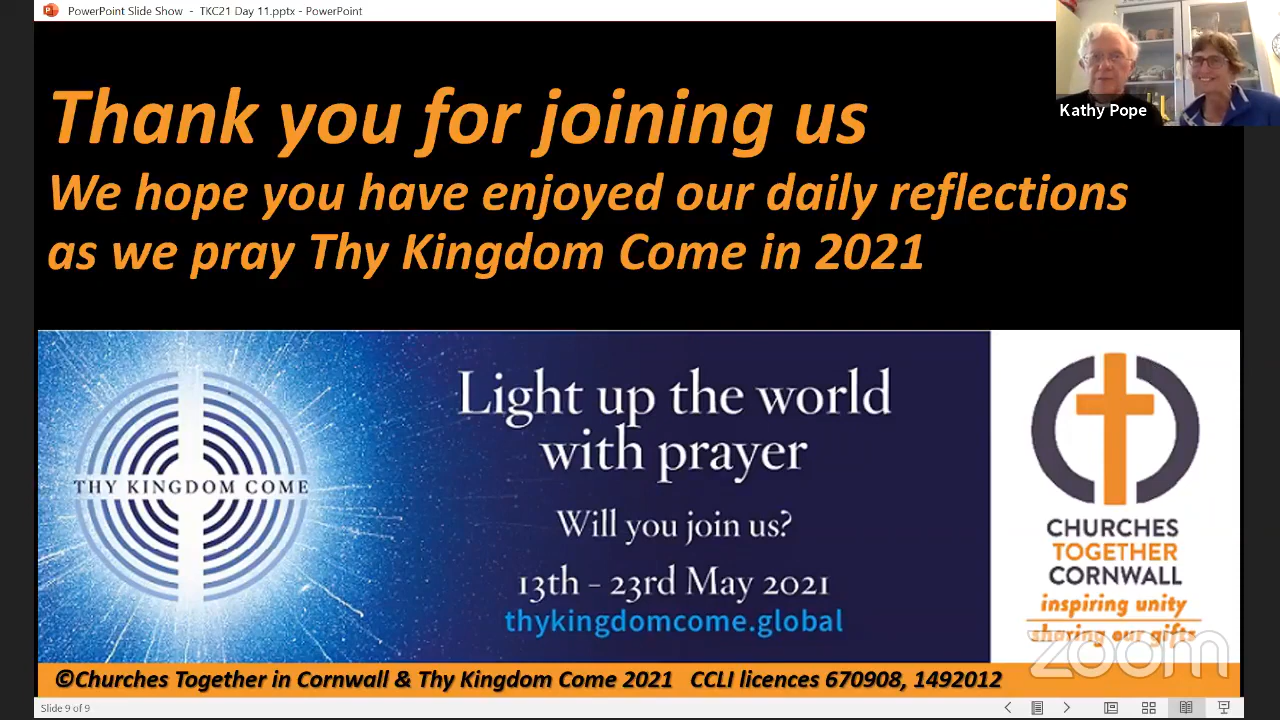 PowerPoint Slide Show - TKC21 Day 11.pptx - PowerPoint
Kathy Pope
Thank you for joining us
We hope you have enjoyed our daily reflections
as we pray Thy Kingdom Come in 2021
THY KINGDOM COME
Light up the world
with prayer
Will you join us?
13th - 23rd May 2021
thykingdomcome.global
CHURCHES
TOGETHER
CORNWALL
inspiring unity
sharing our gifts
zoom
©Churches Together in Cornwall & Thy Kingdom Come 2021 CCLI licences 670908, 1492012
Slide 9 of 9